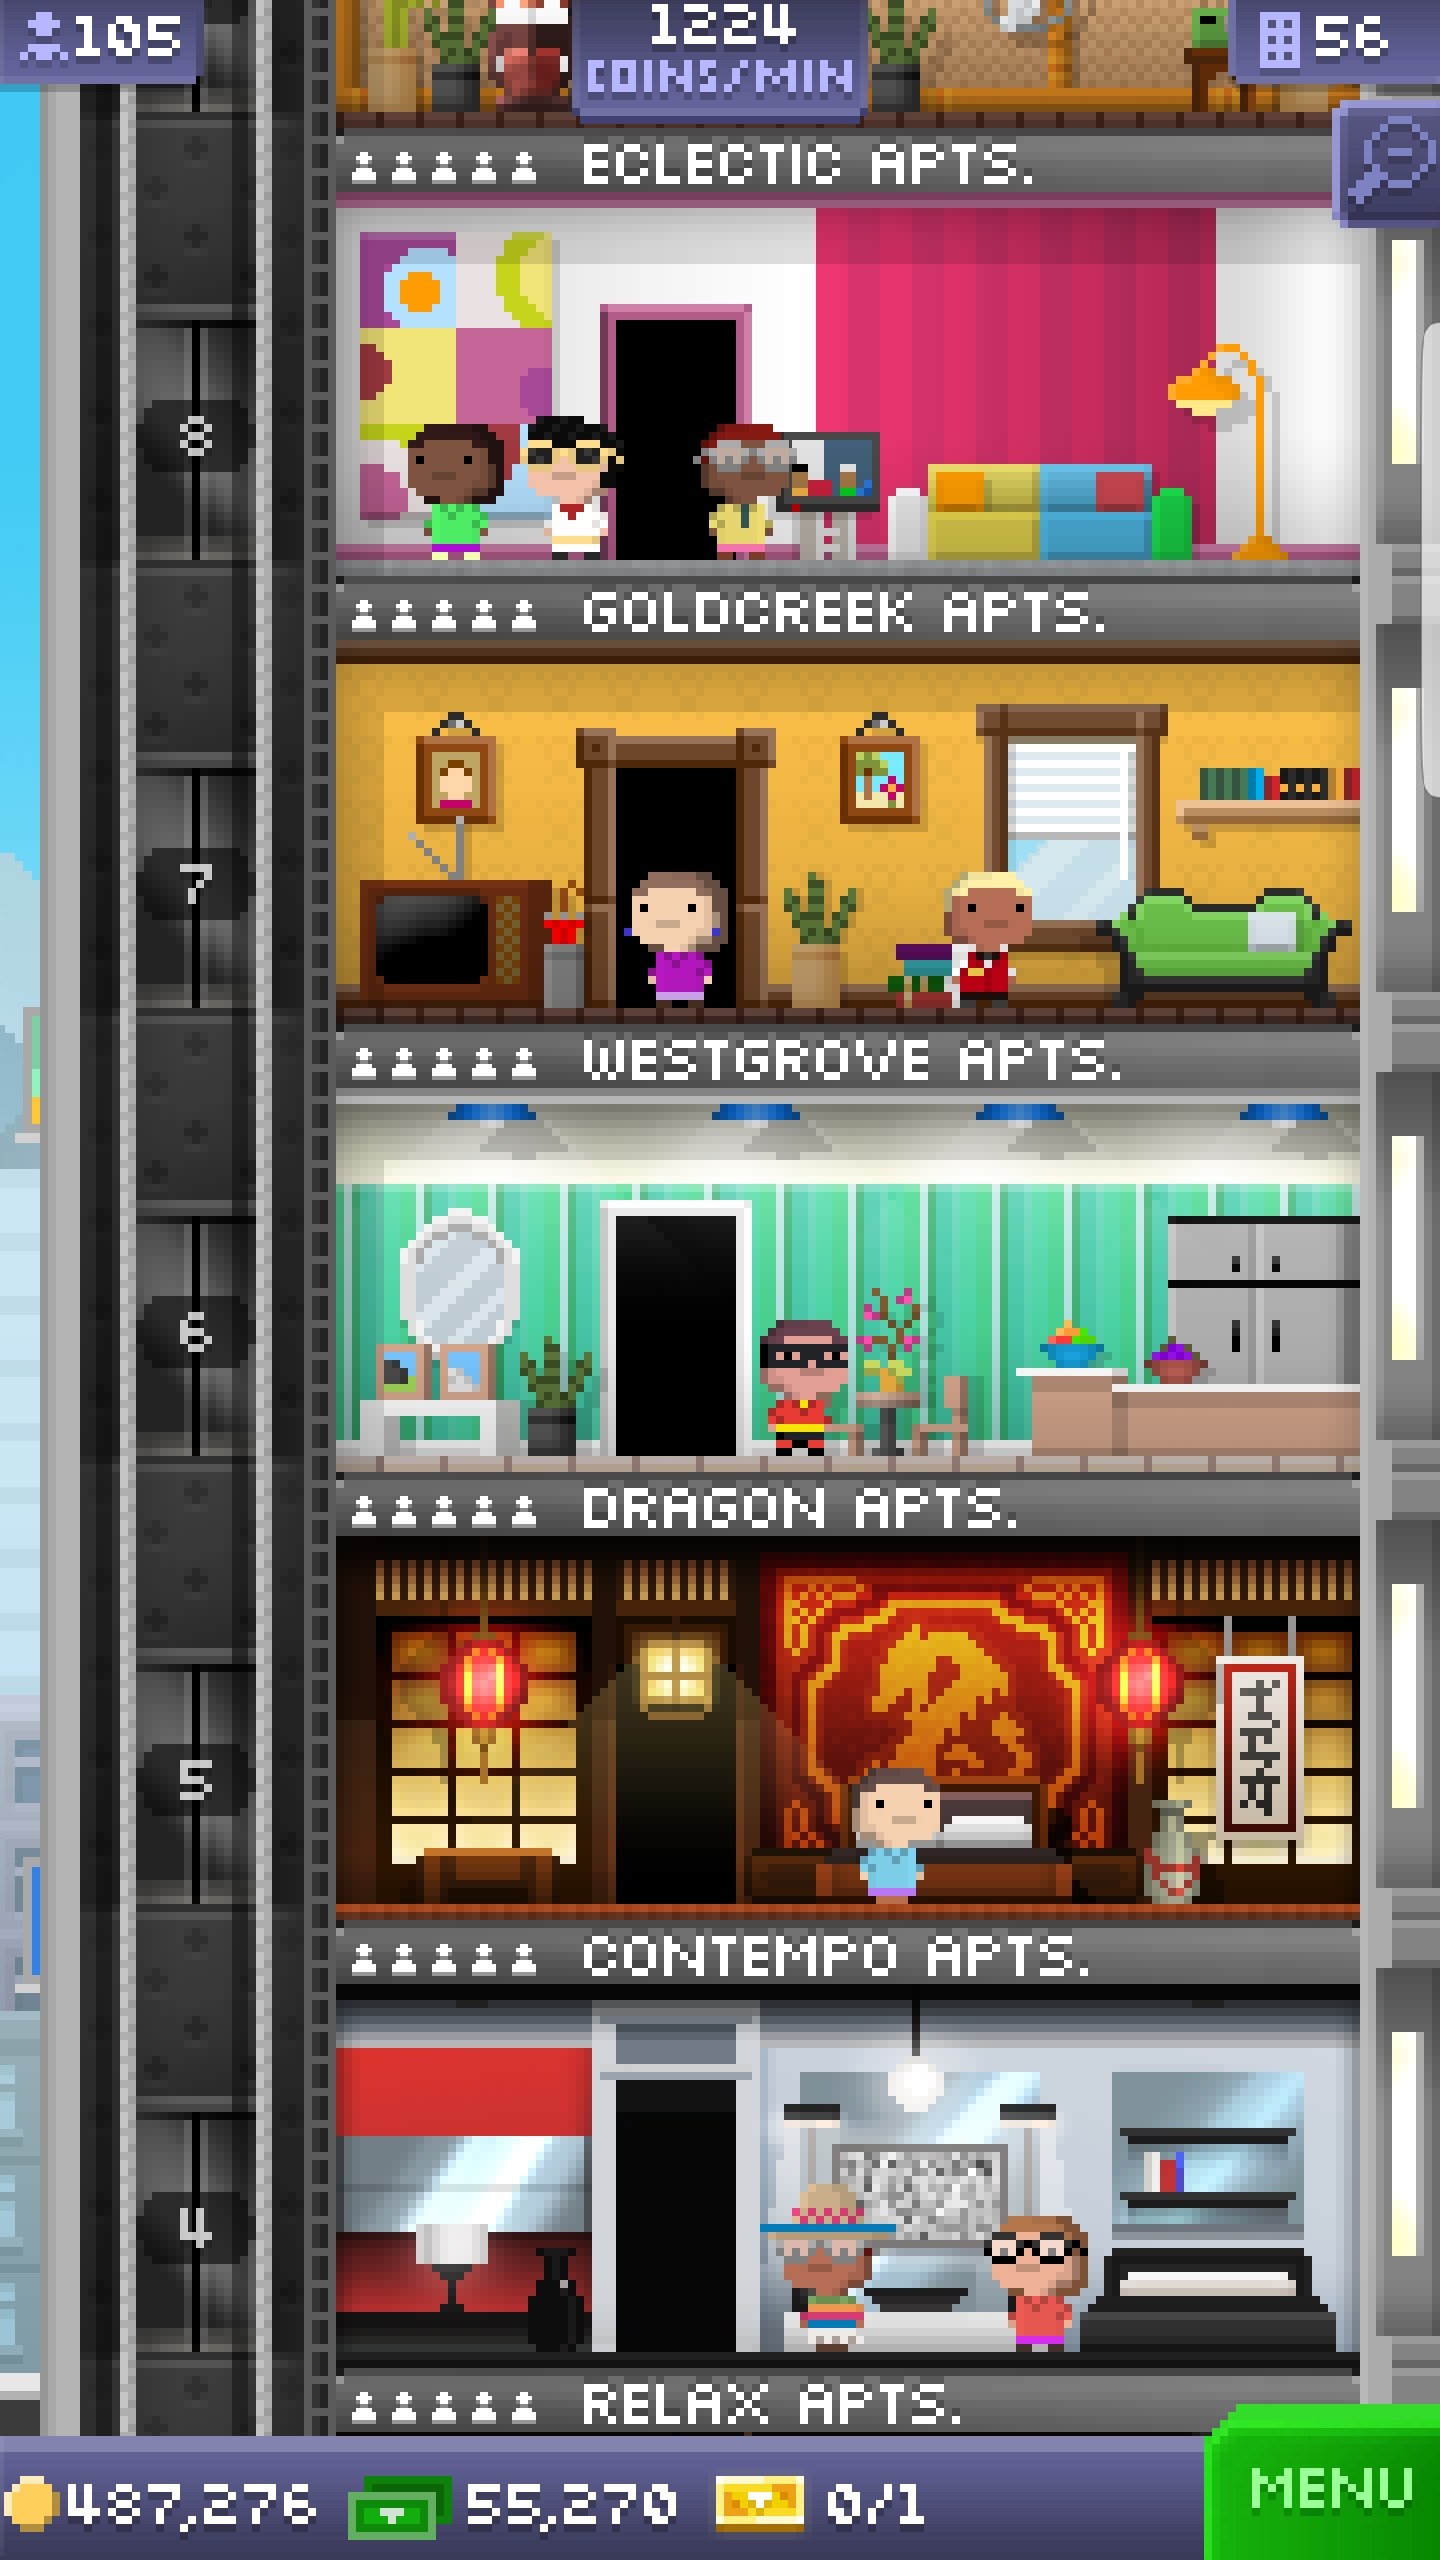 105
1224
COINS/MIN
56
ECLECTIC APTS.
8
GOLDCREEK APTS.
7
WESTGROVE APTS.
6
DRAGON APTS.
5
CONTEMPO APTS.
4
RELAX APTS.
487,276 55,270 0/1 MENU